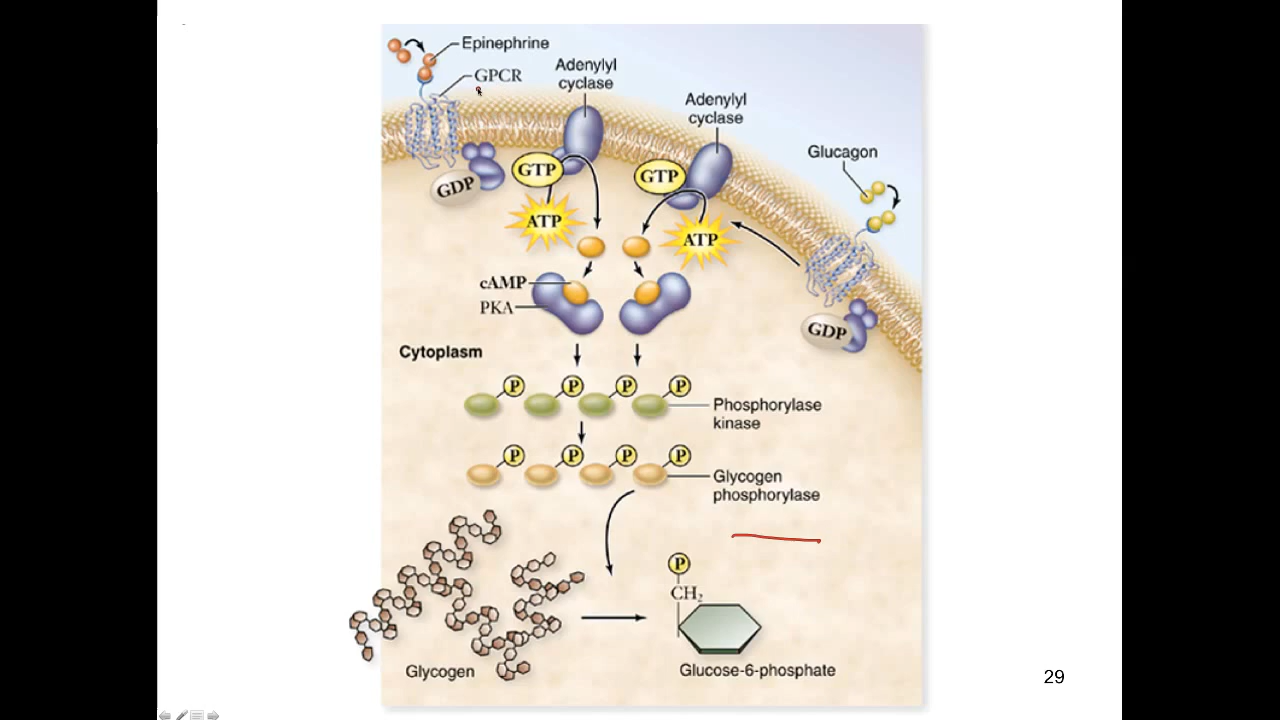 Epinephrine
GPCR
Adenylyl
cyclase
Adenylyl
cyclase
Glucagon
GTP
GTP
GDP
ATP
ATP
cAMP
PKA
GDP
Cytoplasm
P
P
P
P
Phosphorylase
kinase
P
P
P
P
Glycogen
phosphorylase
P
CH₂
Glycogen
Glucose-6-phosphate
29